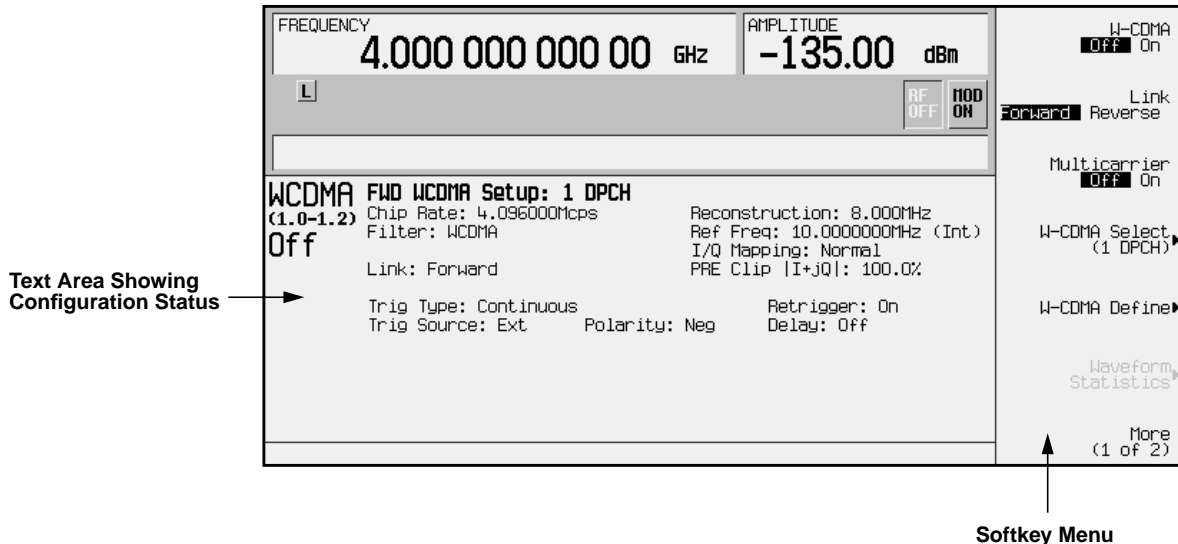 FREQUENCY
4.000 000 000 00 GHz
AMPLITUDE
-135.00 dBm
L
RF OFF
MOD ON
WCDMA
(1.0-1.2)
Off
FWD WCDMA Setup: 1 DPCH
Chip Rate: 4.096000Mcps
Reconstruction: 8.000MHz
Filter: WCDMA
Ref Freq: 10.0000000MHz (Int)
I/Q Mapping: Normal
Link: Forward
PRE Clip |I+jQ|: 100.0%
Trig Type: Continuous
Retrigger: On
Trig Source: Ext Polarity: Neg Delay: Off
W-CDMA
Off On
Link
Forward Reverse
Multicarrier
Off On
W-CDMA Select
(1 DPCH)
W-CDMA Define
Waveform
Statistics
More
(1 of 2)
Text Area Showing
Configuration Status
Softkey Menu